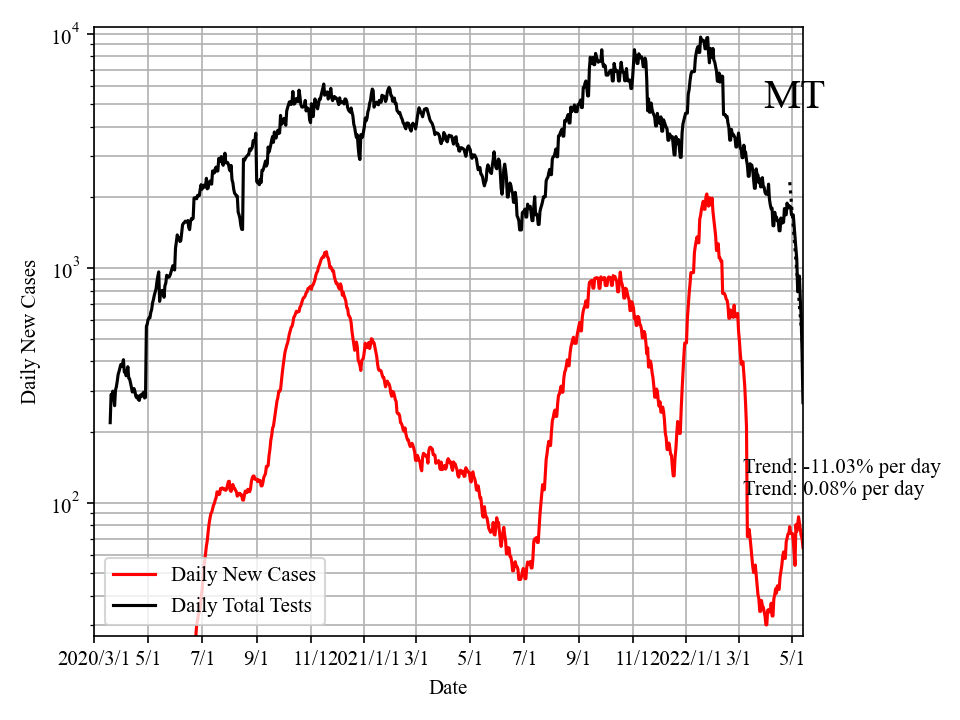 10^4
MT
10^3
Daily New Cases
Trend: -11.03% per day
Trend: 0.08% per day
10^2
Daily New Cases
Daily Total Tests
2020/3/1 5/1 7/1 9/1 11/1 2021/1/1 3/1 5/1 7/1 9/1 11/1 2022/1/1 3/1 5/1
Date